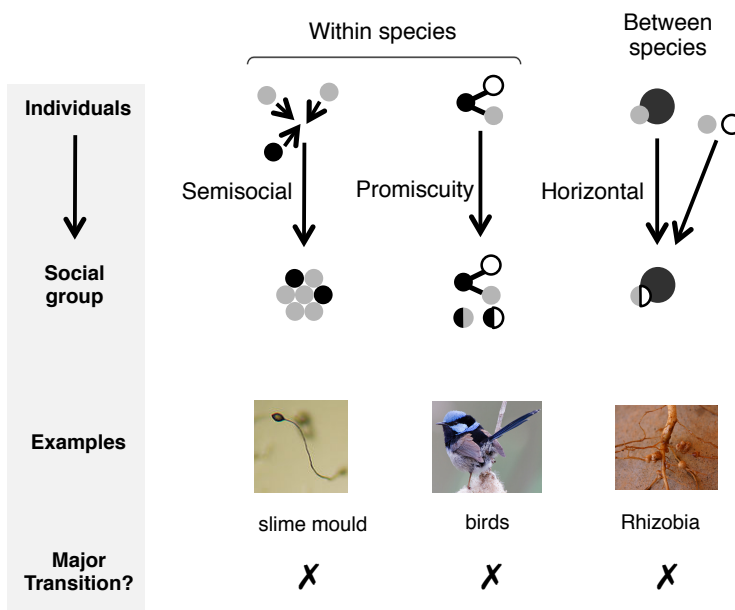 Within species
Between
species
Individuals
Semisocial
Promiscuity
Horizontal
Social
group
Examples
slime mould
birds
Rhizobia
Major
Transition?
✗
✗
✗